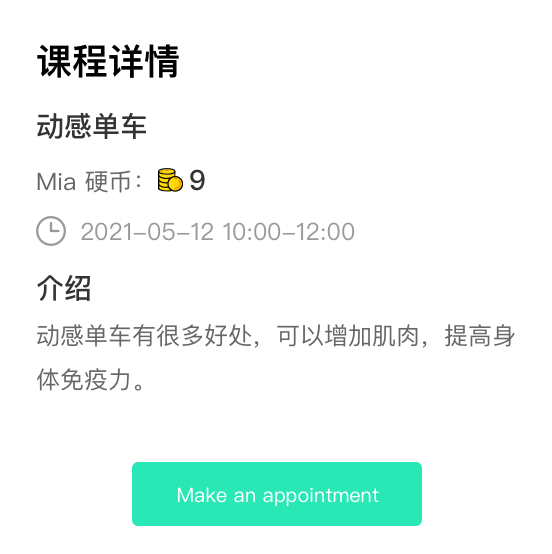 课程详情
动感单车
Mia 硬币： 9
2021-05-12 10:00-12:00
介绍
动感单车有很多好处，可以增加肌肉，提高身
体免疫力。
Make an appointment